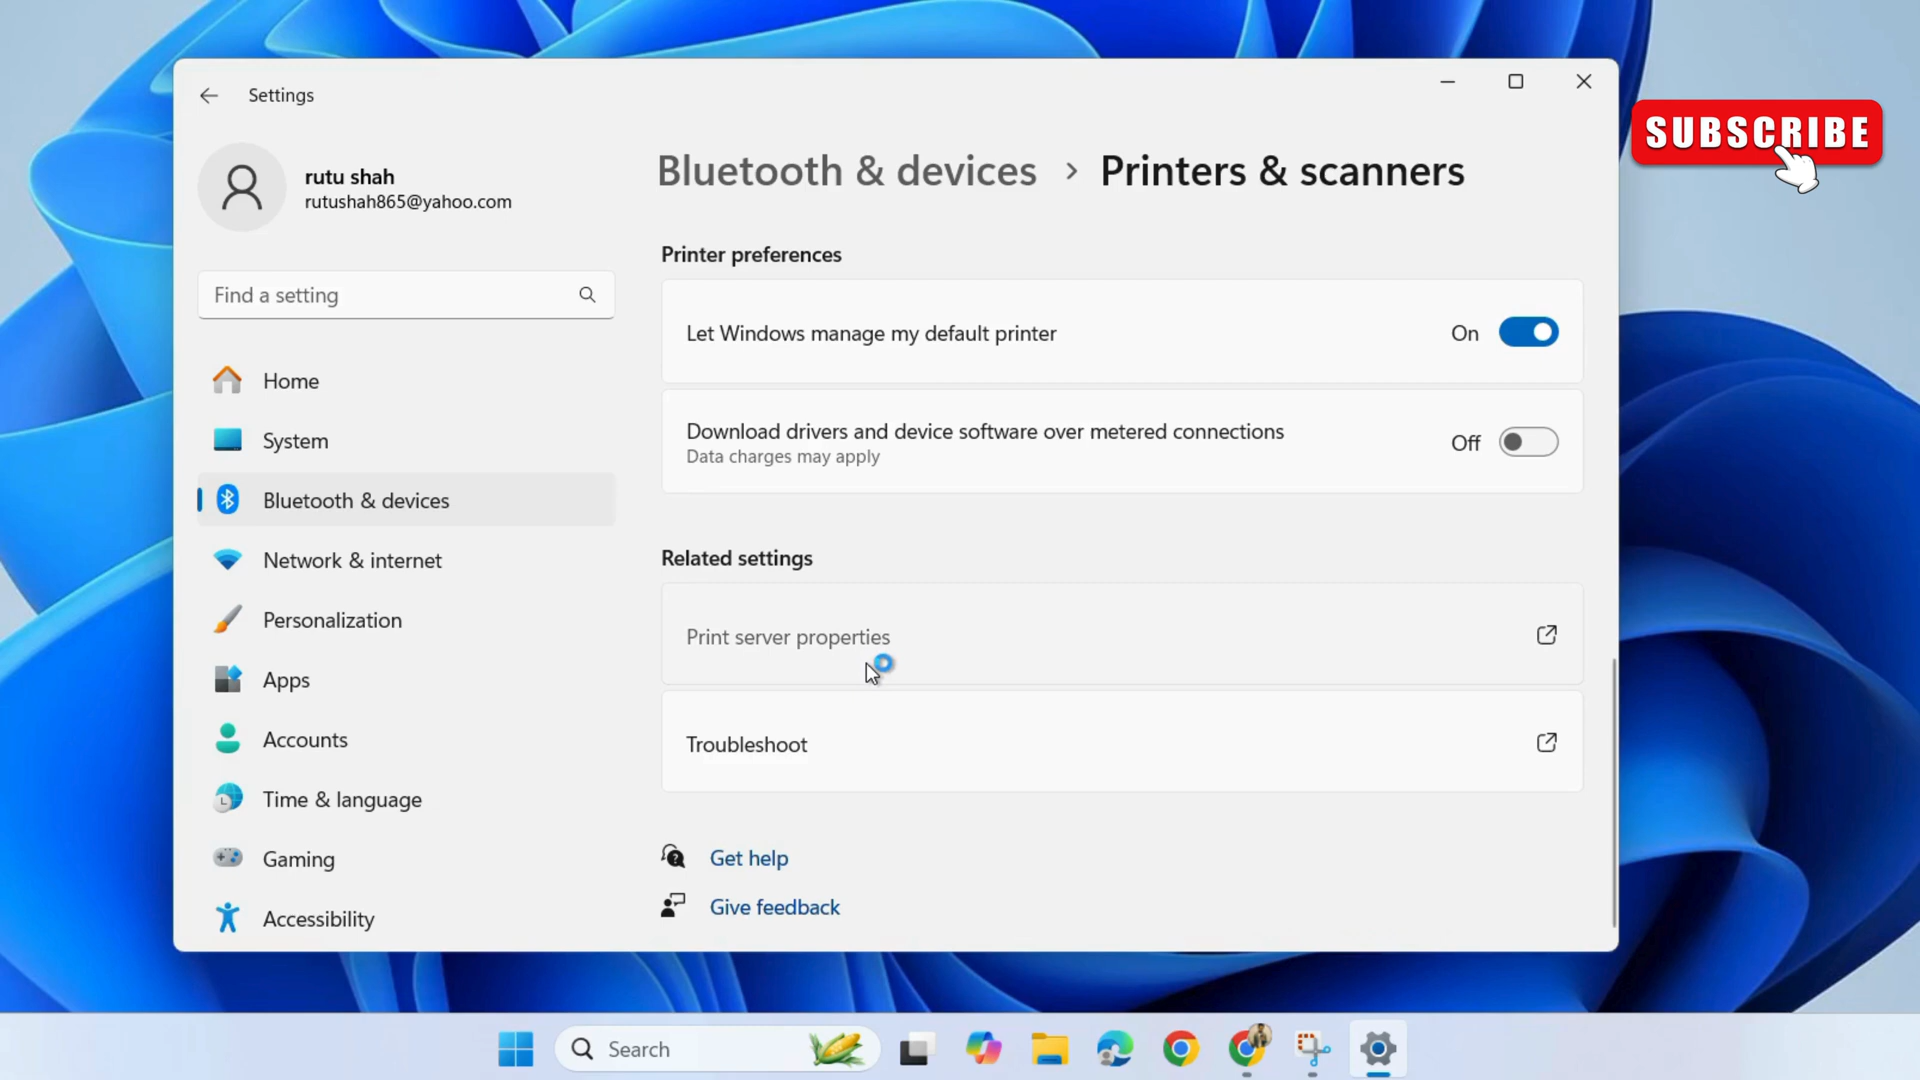 Settings
SUBSCRIBE
rutu shah
rutushah865@yahoo.com
Find a setting
Home
System
Bluetooth & devices
Network & internet
Personalization
Apps
Accounts
Time & language
Gaming
Accessibility
Bluetooth & devices > Printers & scanners
Printer preferences
Let Windows manage my default printer On
Download drivers and device software over metered connections Off
Data charges may apply
Related settings
Print server properties
Troubleshoot
Get help
Give feedback
Search